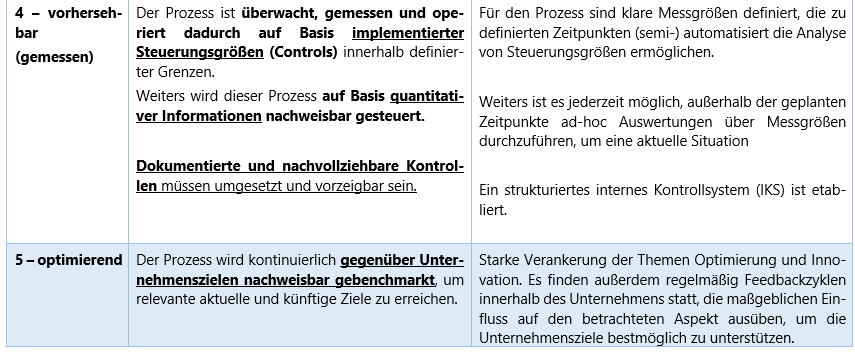 4 – vorherseh-
bar
(gemessen)
Der Prozess ist überwacht, gemessen und ope-
riert dadurch auf Basis implementierter
Steuerungsgrößen (Controls) innerhalb definier-
ter Grenzen.
Weiters wird dieser Prozess auf Basis quantitati-
ver Informationen nachweisbar gesteuert.
Dokumentierte und nachvollziehbare Kontrol-
len müssen umgesetzt und vorzeigbar sein.
Für den Prozess sind klare Messgrößen definiert, die zu
definierten Zeitpunkten (semi-) automatisiert die Analyse
von Steuerungsgrößen ermöglichen.
Weiters ist es jederzeit möglich, außerhalb der geplanten
Zeitpunkte ad-hoc Auswertungen über Messgrößen
durchzuführen, um eine aktuelle Situation
Ein strukturiertes internes Kontrollsystem (IKS) ist etab-
liert.
5 – optimierend
Der Prozess wird kontinuierlich gegenüber Unter-
nehmenszielen nachweisbar gebenchmarkt, um
relevante aktuelle und künftige Ziele zu erreichen.
Starke Verankerung der Themen Optimierung und Inno-
vation. Es finden außerdem regelmäßig Feedbackzyklen
innerhalb des Unternehmens statt, die maßgeblichen Ein-
fluss auf den betrachteten Aspekt ausüben, um die
Unternehmensziele bestmöglich zu unterstützen.